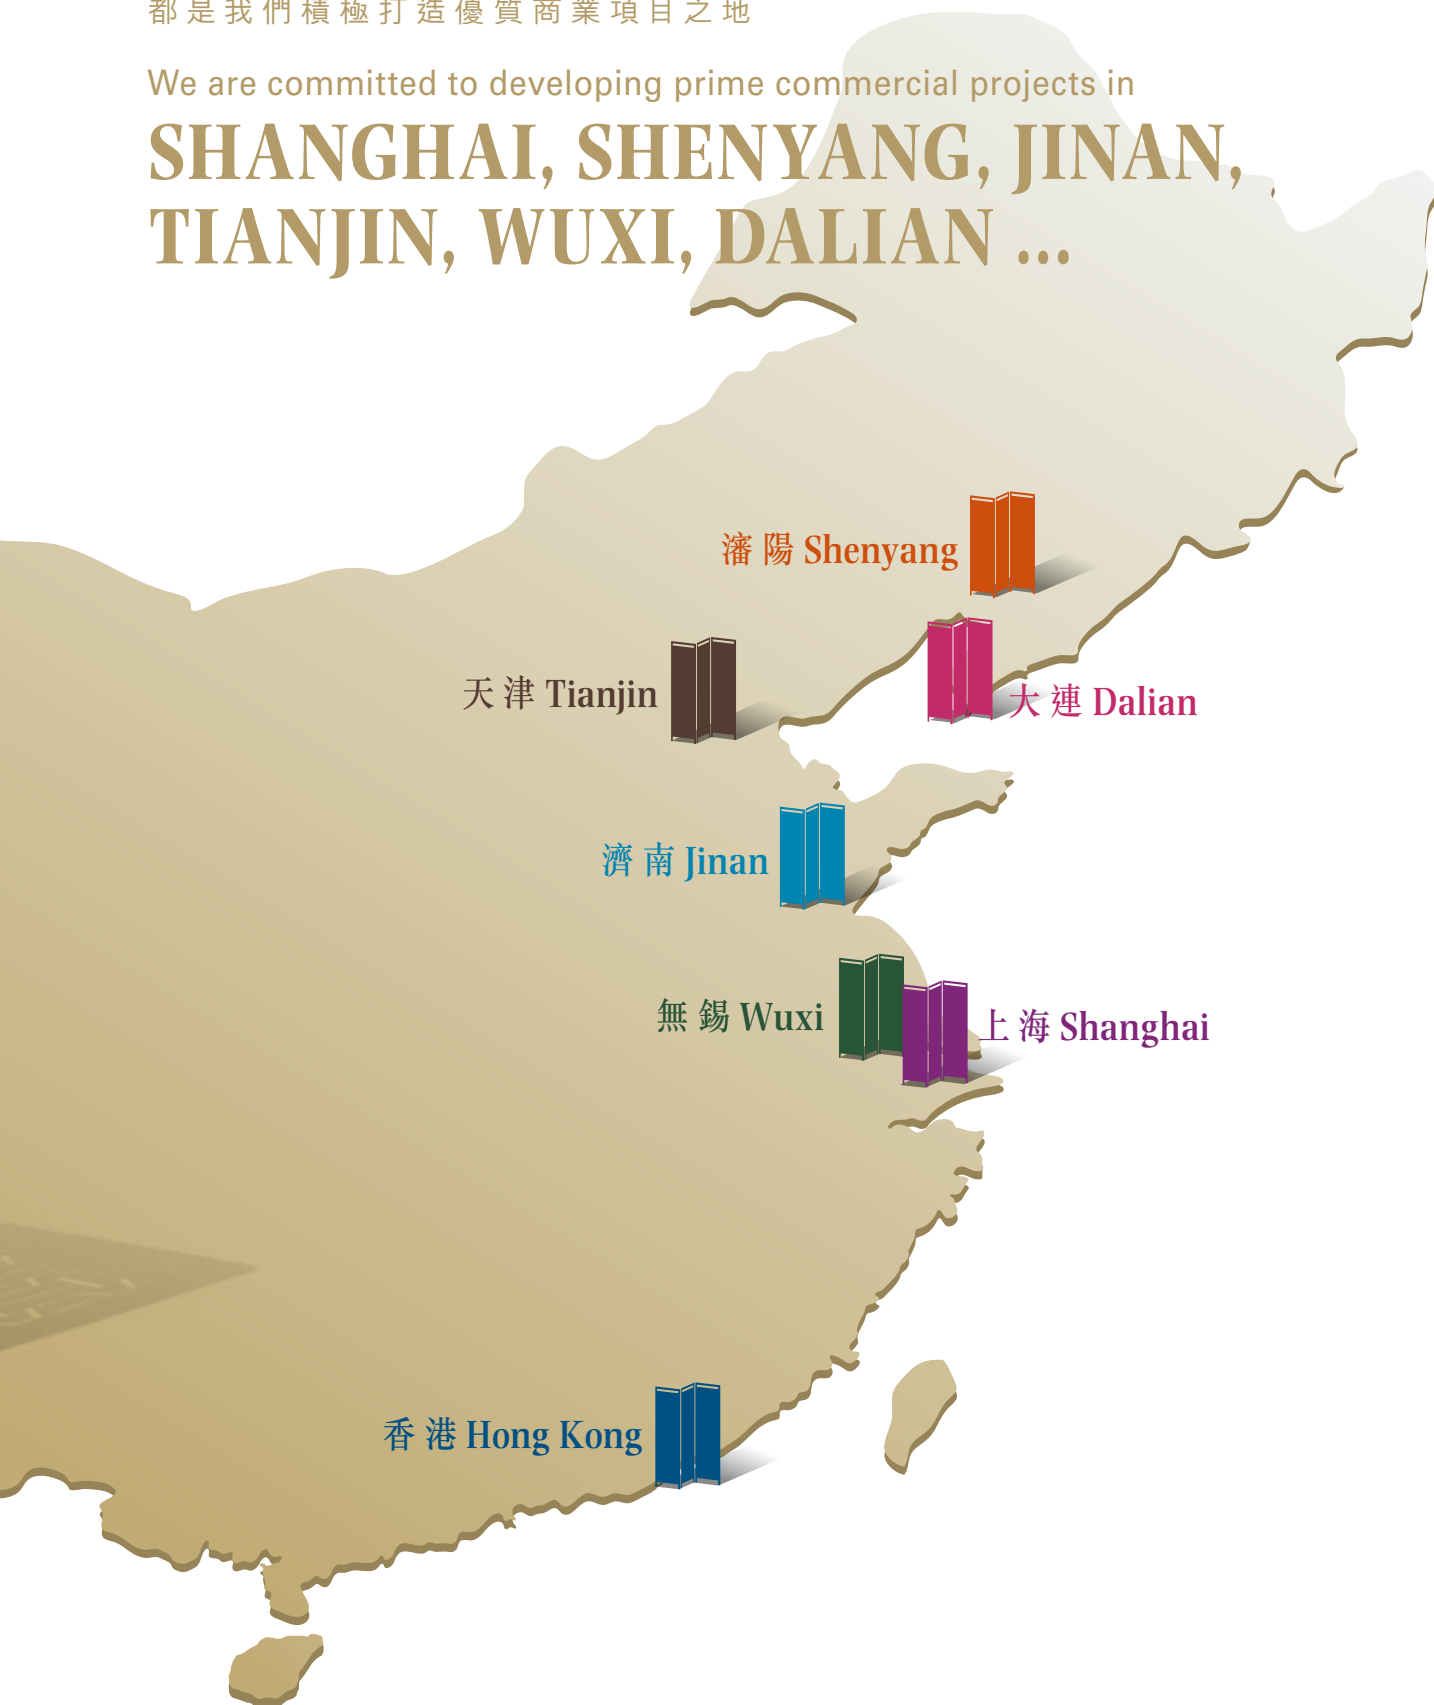 都是我們積極打造優質商業項目之地
We are committed to developing prime commercial projects in
SHANGHAI, SHENYANG, JINAN,
TIANJIN, WUXI, DALIAN ...
瀋陽 Shenyang
天津 Tianjin
大連 Dalian
濟南 Jinan
無錫 Wuxi
上海 Shanghai
香港 Hong Kong